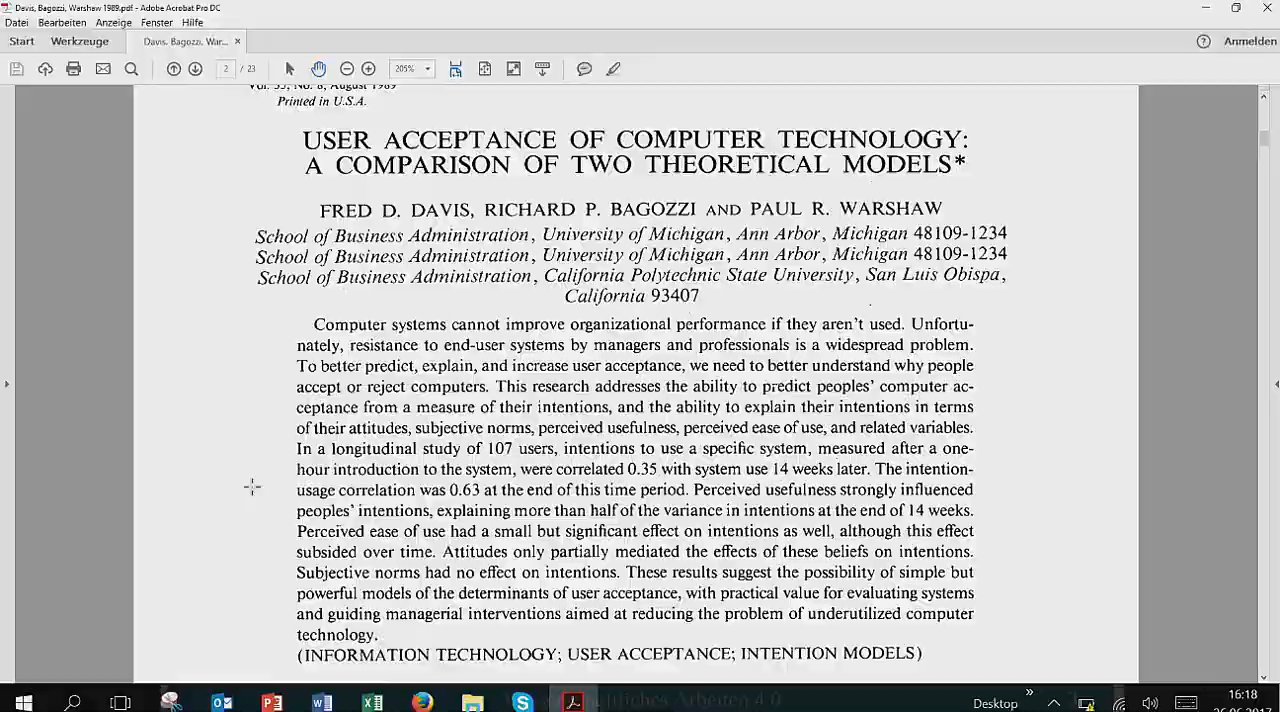 Davis, Bagozzi, Warshaw 1989.pdf - Adobe Acrobat Pro DC
Datei Bearbeiten Anzeige Fenster Hilfe
Start Werkzeuge Davis, Bagozzi, War... × Anmelden
2 / 23 205%
Vol. 35, No. 8, August 1989
Printed in U.S.A.
USER ACCEPTANCE OF COMPUTER TECHNOLOGY:
A COMPARISON OF TWO THEORETICAL MODELS*
FRED D. DAVIS, RICHARD P. BAGOZZI AND PAUL R. WARSHAW
School of Business Administration, University of Michigan, Ann Arbor, Michigan 48109-1234
School of Business Administration, University of Michigan, Ann Arbor, Michigan 48109-1234
School of Business Administration, California Polytechnic State University, San Luis Obispa,
California 93407
Computer systems cannot improve organizational performance if they aren't used. Unfortu-
nately, resistance to end-user systems by managers and professionals is a widespread problem.
To better predict, explain, and increase user acceptance, we need to better understand why people
accept or reject computers. This research addresses the ability to predict peoples' computer ac-
ceptance from a measure of their intentions, and the ability to explain their intentions in terms
of their attitudes, subjective norms, perceived usefulness, perceived ease of use, and related variables.
In a longitudinal study of 107 users, intentions to use a specific system, measured after a one-
hour introduction to the system, were correlated 0.35 with system use 14 weeks later. The intention-
usage correlation was 0.63 at the end of this time period. Perceived usefulness strongly influenced
peoples' intentions, explaining more than half of the variance in intentions at the end of 14 weeks.
Perceived ease of use had a small but significant effect on intentions as well, although this effect
subsided over time. Attitudes only partially mediated the effects of these beliefs on intentions.
Subjective norms had no effect on intentions. These results suggest the possibility of simple but
powerful models of the determinants of user acceptance, with practical value for evaluating systems
and guiding managerial interventions aimed at reducing the problem of underutilized computer
technology.
(INFORMATION TECHNOLOGY; USER ACCEPTANCE; INTENTION MODELS)
Arbeiten 4.0
Desktop 16:18
26.06.2017